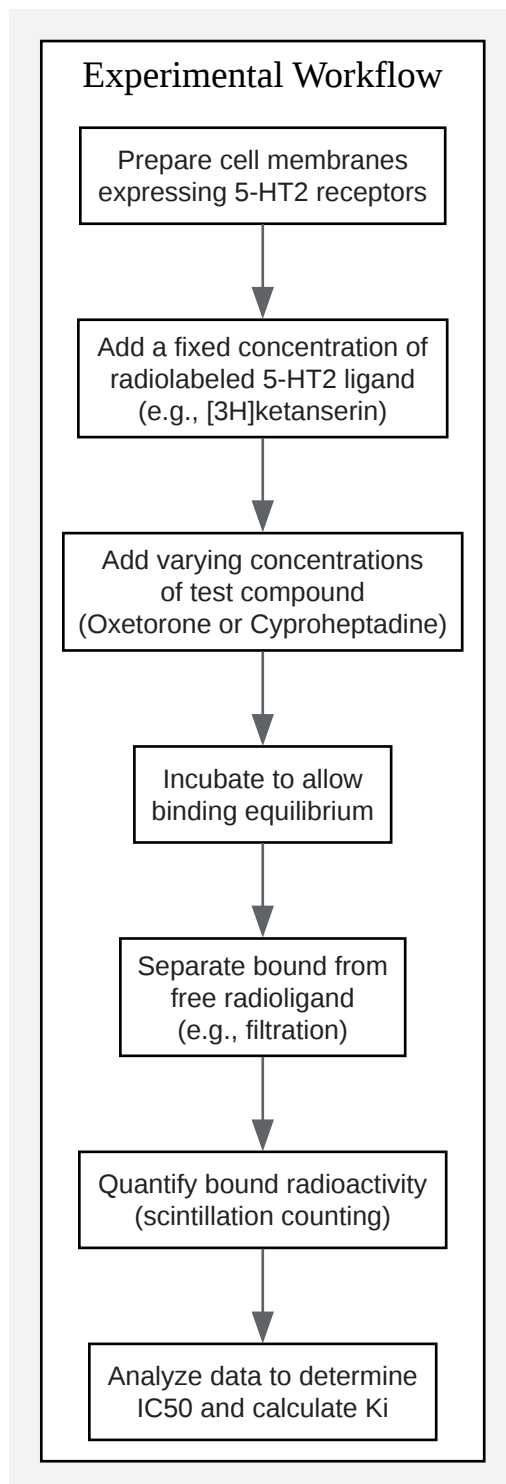 Experimental Workflow
Prepare cell membranes
expressing 5-HT2 receptors
Add a fixed concentration of
radiolabeled 5-HT2 ligand
(e.g., [3H]ketanserin)
Add varying concentrations
of test compound
(Oxetorone or Cyproheptadine)
Incubate to allow
binding equilibrium
Separate bound from
free radioligand
(e.g., filtration)
Quantify bound radioactivity
(scintillation counting)
Analyze data to determine
IC50 and calculate Ki